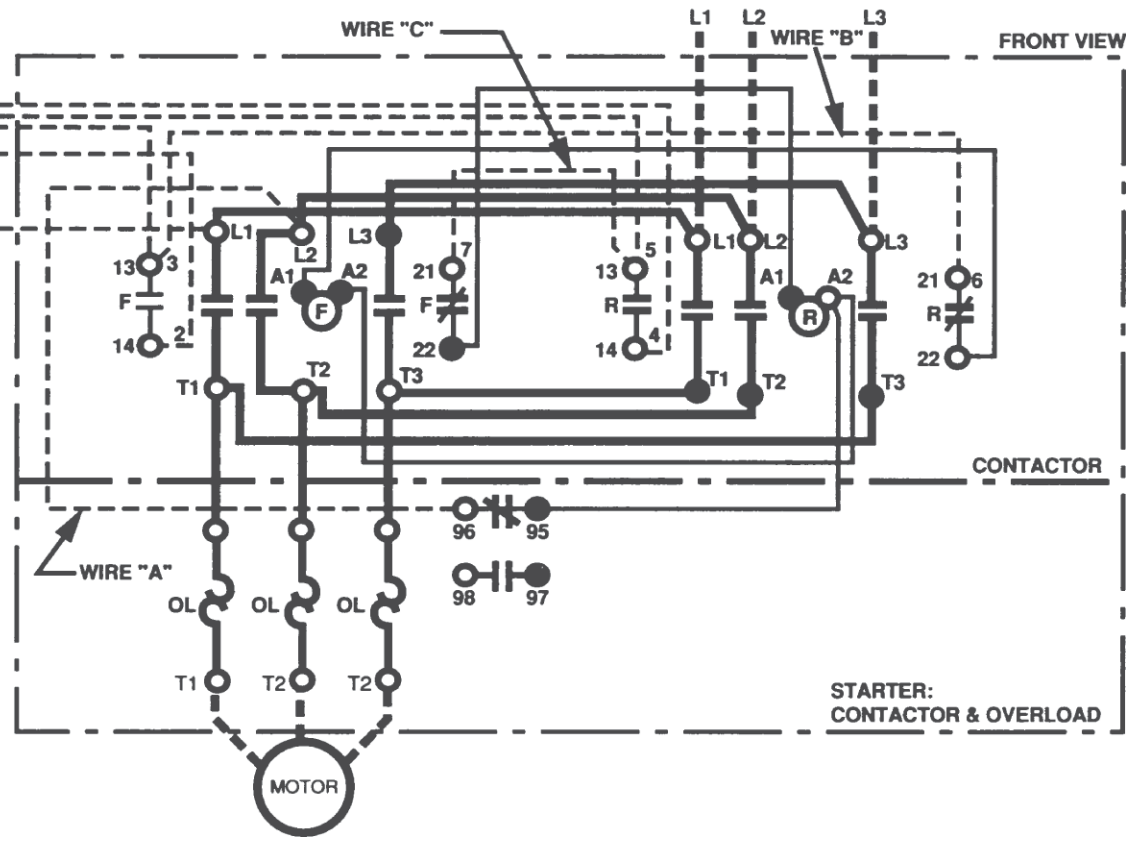 L1 L2 L3
WIRE "C"
WIRE "B"
FRONT VIEW
L1 L2 L3 7 5 L1 L2 L3
13 3 A1 A2 21 13 A1 A2 21 6
F F F R R R
14 2 22 14 4 22
T1 T2 T3 T1 T2 T3
CONTACTOR
96 95
WIRE "A"
98 97
OL OL OL
T1 T2 T2
STARTER:
CONTACTOR & OVERLOAD
MOTOR